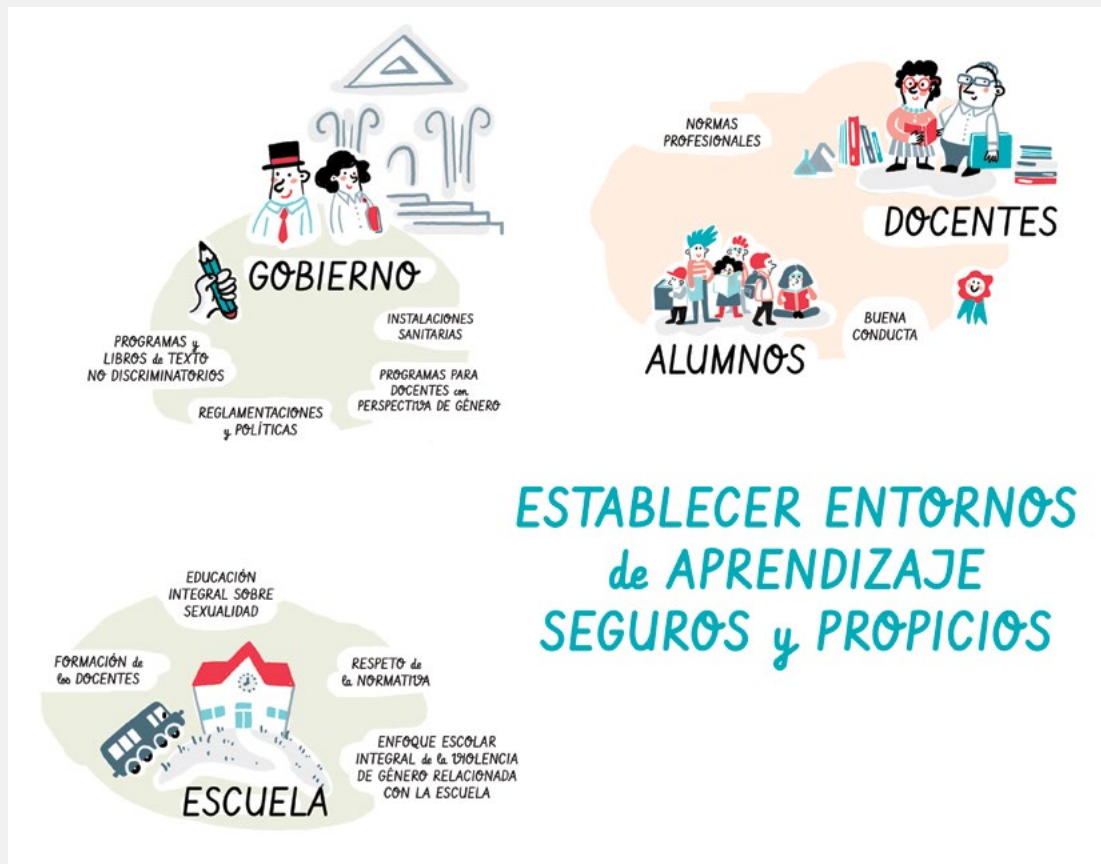 GOBIERNO
PROGRAMAS y
LIBROS de TEXTO
NO DISCRIMINATORIOS
INSTALACIONES
SANITARIAS
PROGRAMAS PARA
DOCENTES con
PERSPECTIVA DE GÉNERO
REGLAMENTACIONES
y POLÍTICAS
NORMAS
PROFESIONALES
DOCENTES
ALUMNOS
BUENA
CONDUCTA
ESTABLECER ENTORNOS
de APRENDIZAJE
SEGUROS y PROPICIOS
EDUCACIÓN
INTEGRAL SOBRE
SEXUALIDAD
FORMACIÓN de
los DOCENTES
RESPETO de
la NORMATIVA
ENFOQUE ESCOLAR
INTEGRAL de la VIOLENCIA
DE GÉNERO RELACIONADA
CON LA ESCUELA
ESCUELA